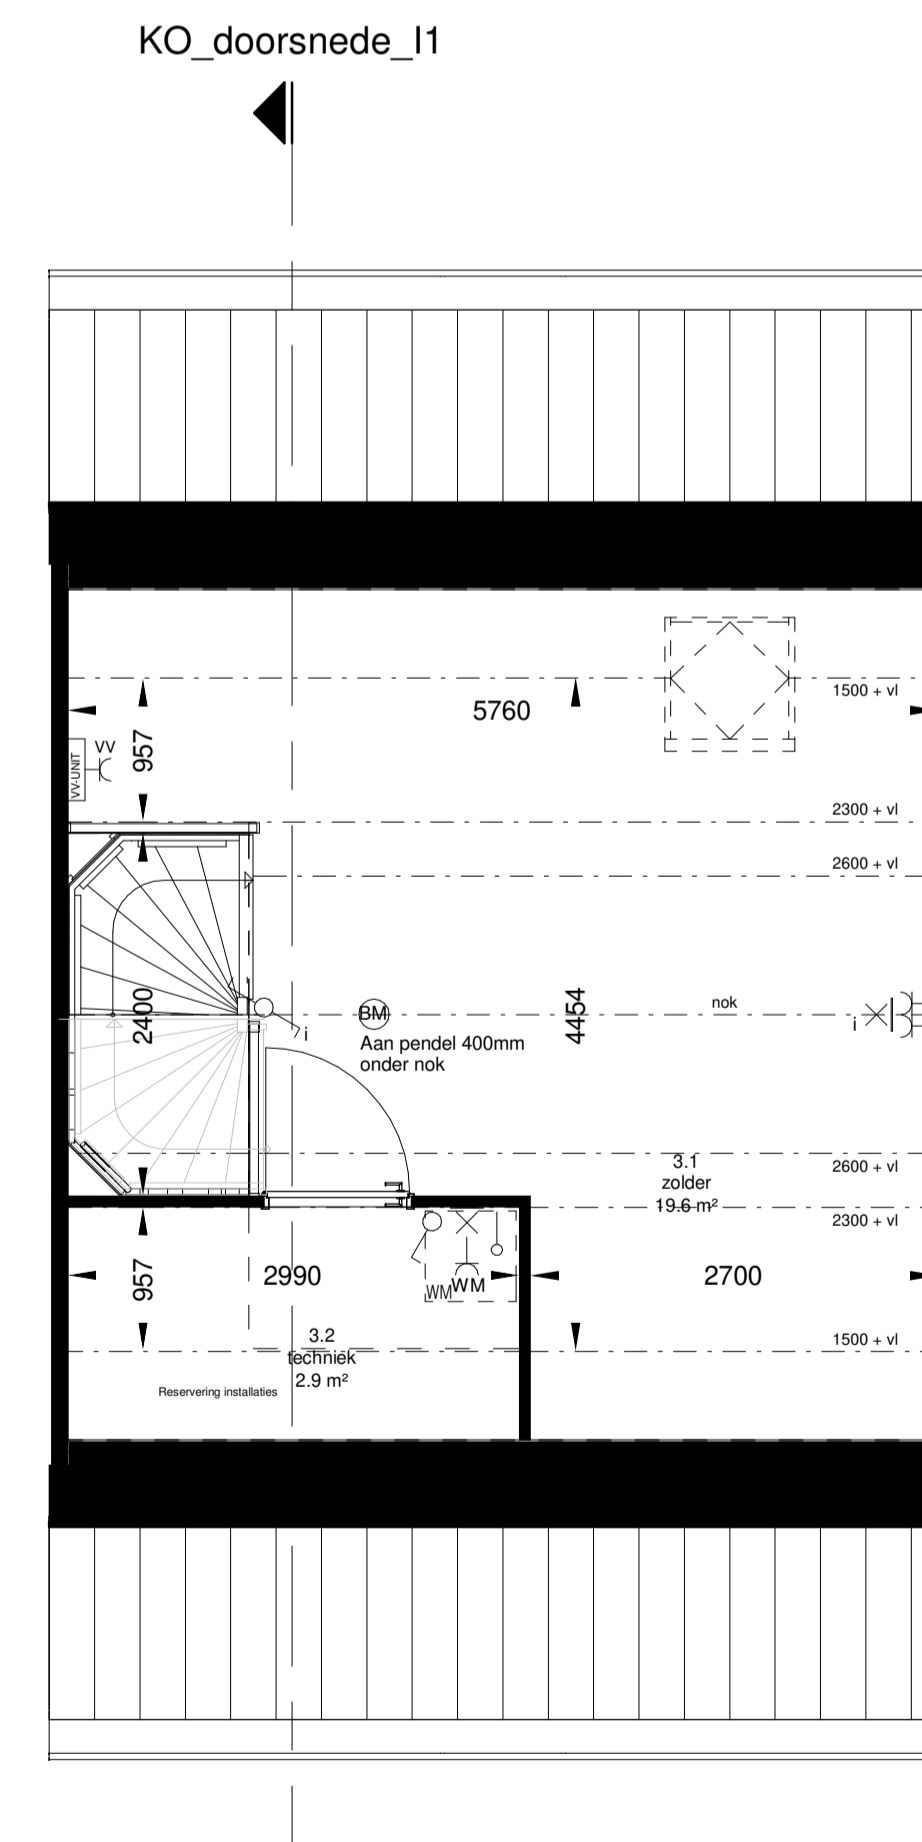 KO_doorsnede_I1
1500 + vl
5760
957
VV
VV-UNIT
2300 + vl
2600 + vl
2400
4454
nok
BM
i
i
Aan pendel 400mm
onder nok
3.1
zolder
19.6 m²
2600 + vl
2300 + vl
957
2990
WM
WM
2700
3.2
techniek
2.9 m²
1500 + vl
Reservering installaties